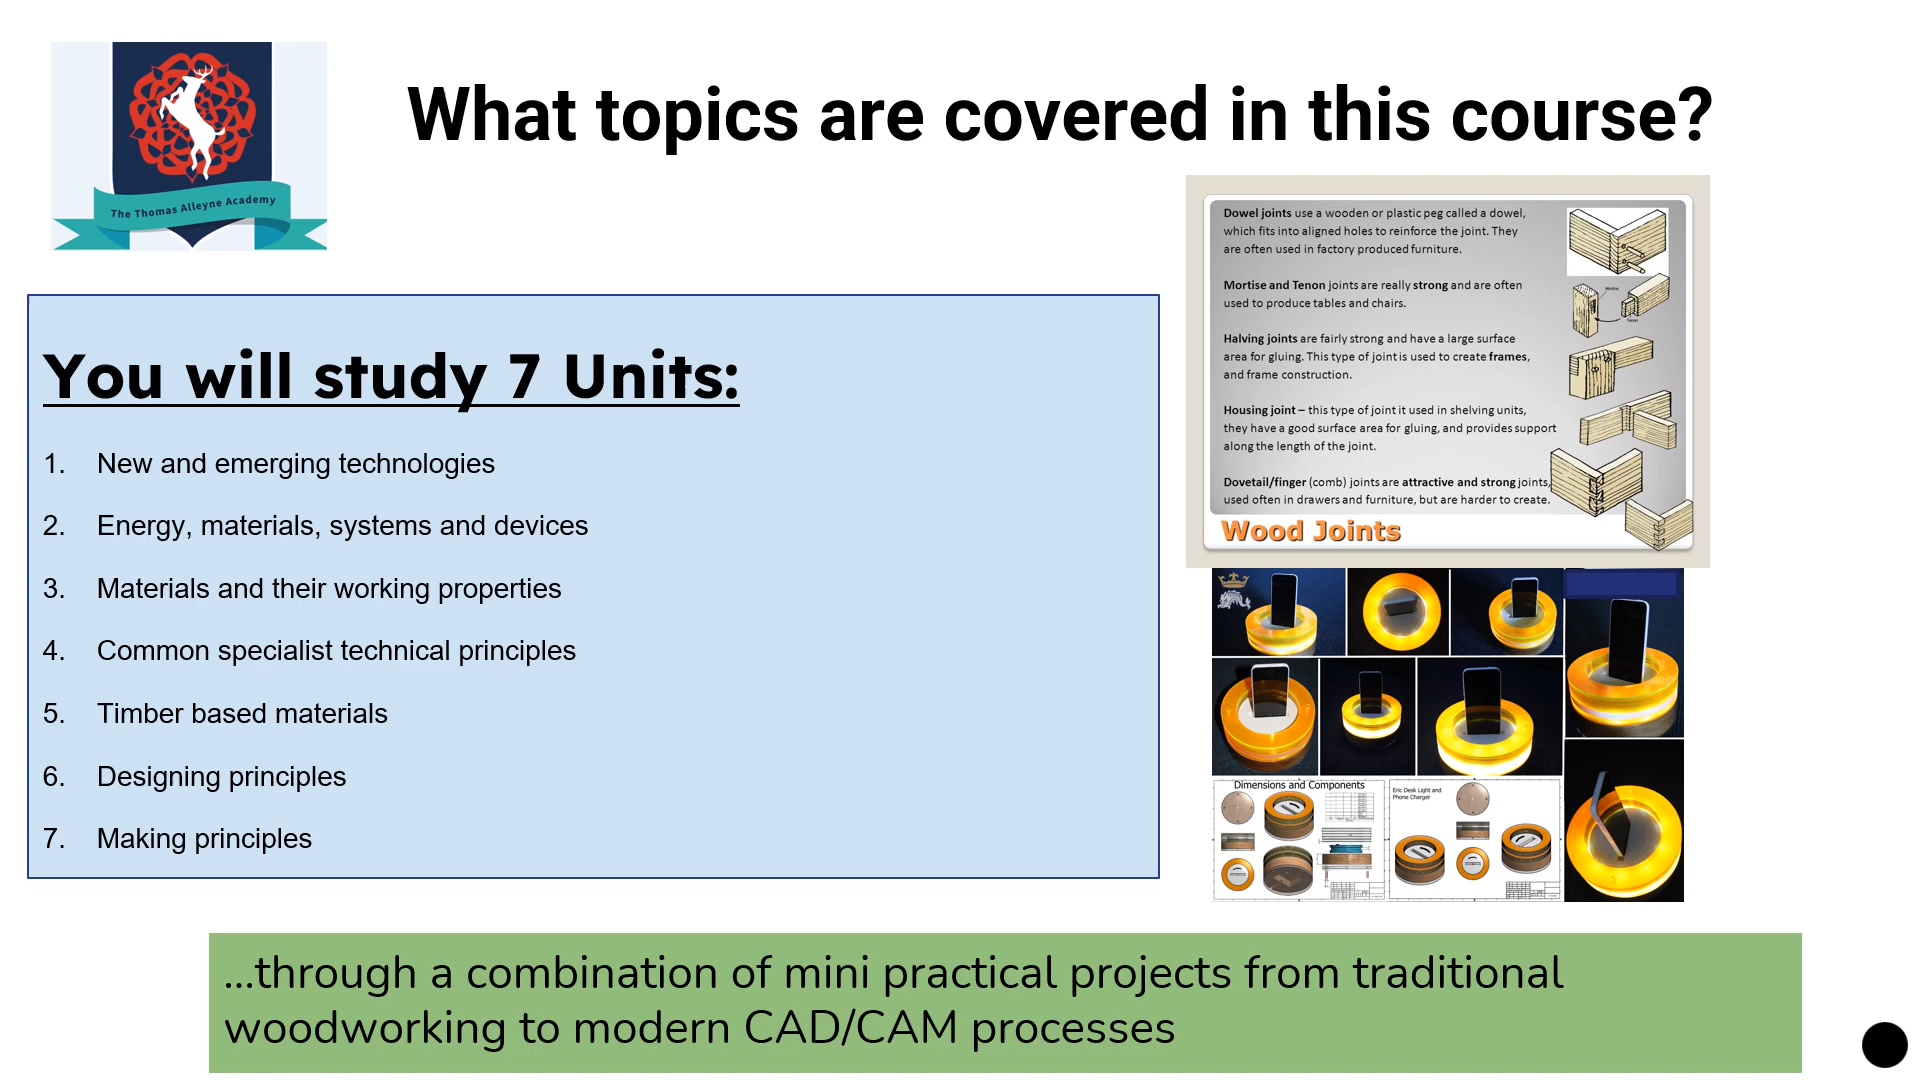 The Thomas Alleyne Academy
What topics are covered in this course?
Dowel joints use a wooden or plastic peg called a dowel,
which fits into aligned holes to reinforce the joint. They
are often used in factory produced furniture.
Mortise and Tenon joints are really strong and are often
used to produce tables and chairs.
Halving joints are fairly strong and have a large surface
area for gluing. This type of joint is used to create frames,
and frame construction.
Housing joint – this type of joint it used in shelving units,
they have a good surface area for gluing, and provides support
along the length of the joint.
Dovetail/finger (comb) joints are attractive and strong joints,
used often in drawers and furniture, but are harder to create.
Wood Joints
You will study 7 Units:
1. New and emerging technologies
2. Energy, materials, systems and devices
3. Materials and their working properties
4. Common specialist technical principles
5. Timber based materials
6. Designing principles
7. Making principles
Dimensions and Components
Eric Desk Light and
Phone Charger
...through a combination of mini practical projects from traditional
woodworking to modern CAD/CAM processes